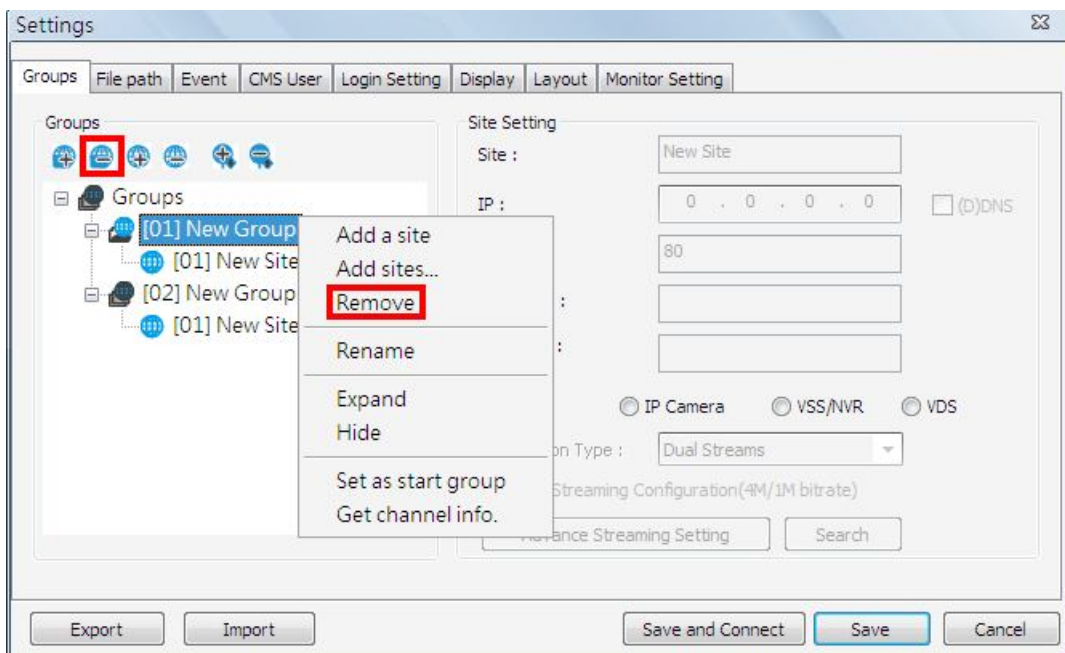 Settings
Groups File path Event CMS User Login Setting Display Layout Monitor Setting
Groups
Groups
[01] New Group
[01] New Site
[02] New Group
[01] New Site
Add a site
Add sites...
Remove
Rename
Expand
Hide
Set as start group
Get channel info.
Site Setting
Site : New Site
IP : 0 . 0 . 0 . 0 (D)DNS
80
:
:
IP Camera VSS/NVR VDS
Type : Dual Streams
Streaming Configuration(4M/1M bitrate)
Streaming Setting Search
Export Import Save and Connect Save Cancel